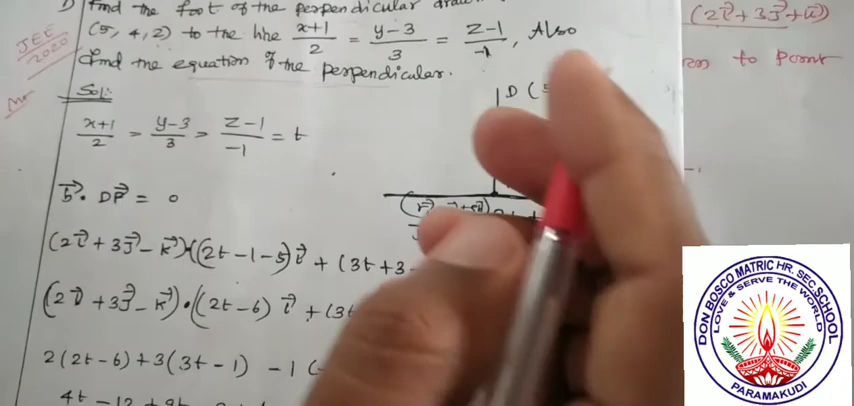 1) Find the foot of the perpendicular
(5, 4, 2) to the line x+1/2 = y-3/3 = z-1/-1, Also
find the equation of the perpendicular.
JEE 2020
Sol:
x+1/2 = y-3/3 = z-1/-1 = t
D (5
b⃗ · DP⃗ = 0
(2i⃗ + 3j⃗ - k⃗)·((2t-1-5)i⃗ + (3t+3-
(2i⃗ + 3j⃗ - k⃗)·((2t-6)i⃗ + (3t
2(2t-6) + 3(3t-1) -1(
4t - 12 + 9t
(2i⃗ + 3j⃗ + k⃗)
to point
DON BOSCO MATRIC HR. SEC. SCHOOL
LOVE & SERVE THE WORLD
PARAMAKUDI